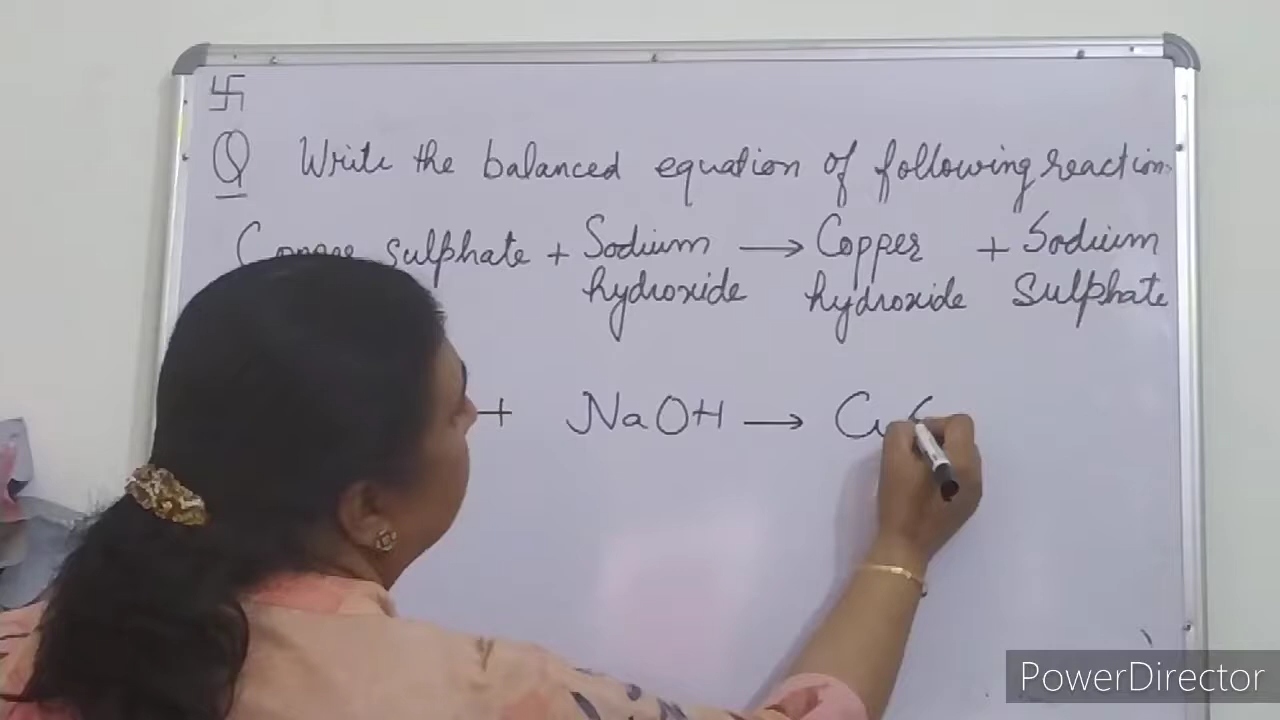 卐
Q Write the balanced equation of following reaction:
sulphate + Sodium → Copper + Sodium
hydroxide hydroxide Sulphate
+ NaOH → Cu
PowerDirector